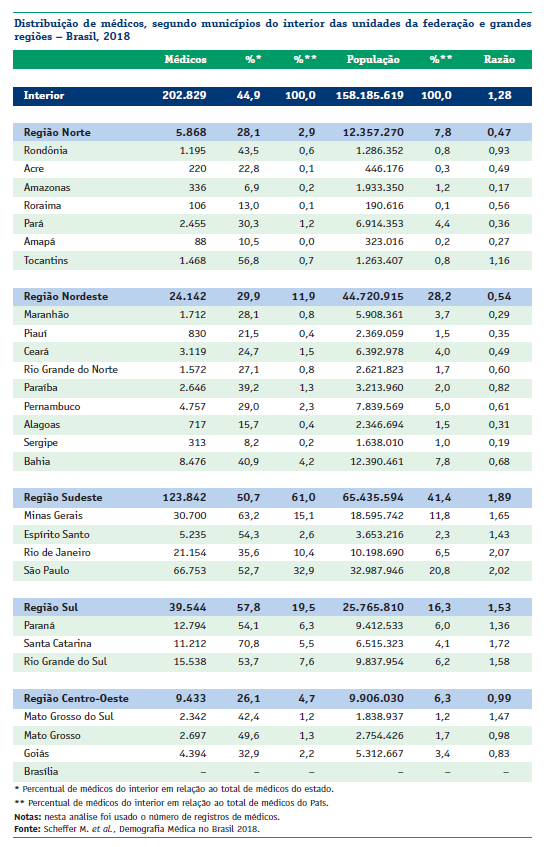 Distribuição de médicos, segundo municípios do interior das unidades da federação e grandes
regiões – Brasil, 2018
Médicos %* %** População %** Razão
Interior 202.829 44,9 100,0 158.185.619 100,0 1,28
Região Norte 5.868 28,1 2,9 12.357.270 7,8 0,47
Rondônia 1.195 43,5 0,6 1.286.352 0,8 0,93
Acre 220 22,8 0,1 446.176 0,3 0,49
Amazonas 336 6,9 0,2 1.933.350 1,2 0,17
Roraima 106 13,0 0,1 190.616 0,1 0,56
Pará 2.455 30,3 1,2 6.914.353 4,4 0,36
Amapá 88 10,5 0,0 323.016 0,2 0,27
Tocantins 1.468 56,8 0,7 1.263.407 0,8 1,16
Região Nordeste 24.142 29,9 11,9 44.720.915 28,2 0,54
Maranhão 1.712 28,1 0,8 5.908.361 3,7 0,29
Piauí 830 21,5 0,4 2.369.059 1,5 0,35
Ceará 3.119 24,7 1,5 6.392.978 4,0 0,49
Rio Grande do Norte 1.572 27,1 0,8 2.621.823 1,7 0,60
Paraíba 2.646 39,2 1,3 3.213.960 2,0 0,82
Pernambuco 4.757 29,0 2,3 7.839.569 5,0 0,61
Alagoas 717 15,7 0,4 2.346.694 1,5 0,31
Sergipe 313 8,2 0,2 1.638.010 1,0 0,19
Bahia 8.476 40,9 4,2 12.390.461 7,8 0,68
Região Sudeste 123.842 50,7 61,0 65.435.594 41,4 1,89
Minas Gerais 30.700 63,2 15,1 18.595.742 11,8 1,65
Espírito Santo 5.235 54,3 2,6 3.653.216 2,3 1,43
Rio de Janeiro 21.154 35,6 10,4 10.198.690 6,5 2,07
São Paulo 66.753 52,7 32,9 32.987.946 20,8 2,02
Região Sul 39.544 57,8 19,5 25.765.810 16,3 1,53
Paraná 12.794 54,1 6,3 9.412.533 6,0 1,36
Santa Catarina 11.212 70,8 5,5 6.515.323 4,1 1,72
Rio Grande do Sul 15.538 53,7 7,6 9.837.954 6,2 1,58
Região Centro-Oeste 9.433 26,1 4,7 9.906.030 6,3 0,99
Mato Grosso do Sul 2.342 42,4 1,2 1.838.937 1,2 1,47
Mato Grosso 2.697 49,6 1,3 2.754.426 1,7 0,98
Goiás 4.394 32,9 2,2 5.312.667 3,4 0,83
Brasília – – – – – –
* Percentual de médicos do interior em relação ao total de médicos do estado.
** Percentual de médicos do interior em relação ao total de médicos do País.
Notas: nesta análise foi usado o número de registros de médicos.
Fonte: Scheffer M. et al., Demografia Médica no Brasil 2018.